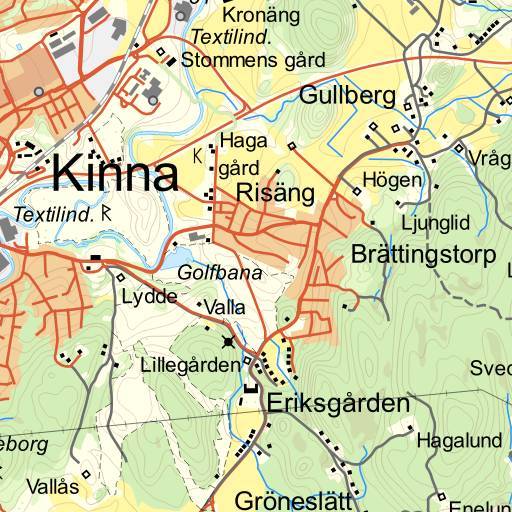 Kronäng
Textilind.
Stommens gård
Gullberg
Haga
gård
K
Vråg
Kinna
Risäng
Högen
Textilind.
Ljunglid
Brättingstorp
Golfbana
Lydde
Valla
Lillegården
Sved
Eriksgården
eborg
Hagalund
Vallås
Gröneslätt
Enelun